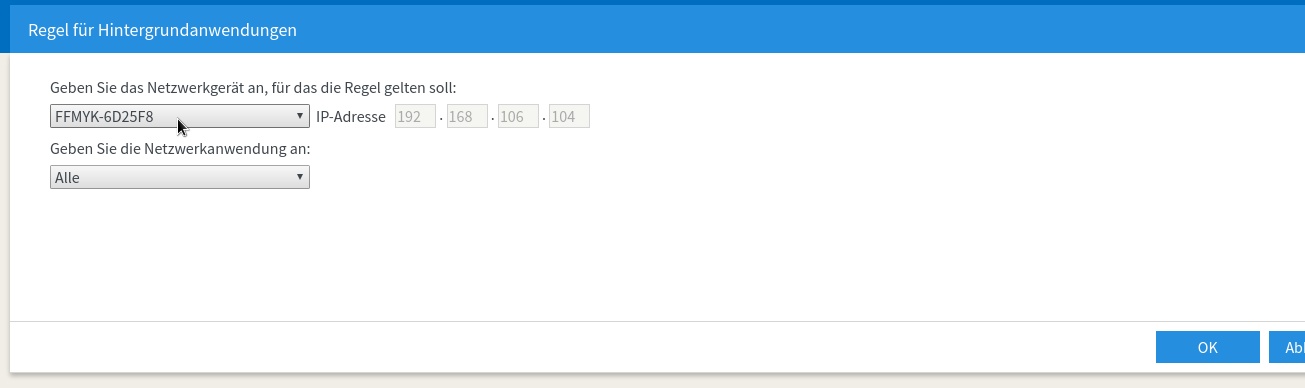 Regel für Hintergrundanwendungen
Geben Sie das Netzwerkgerät an, für das die Regel gelten soll:
FFMYK-6D25F8 IP-Adresse 192 . 168 . 106 . 104
Geben Sie die Netzwerkanwendung an:
Alle
OK